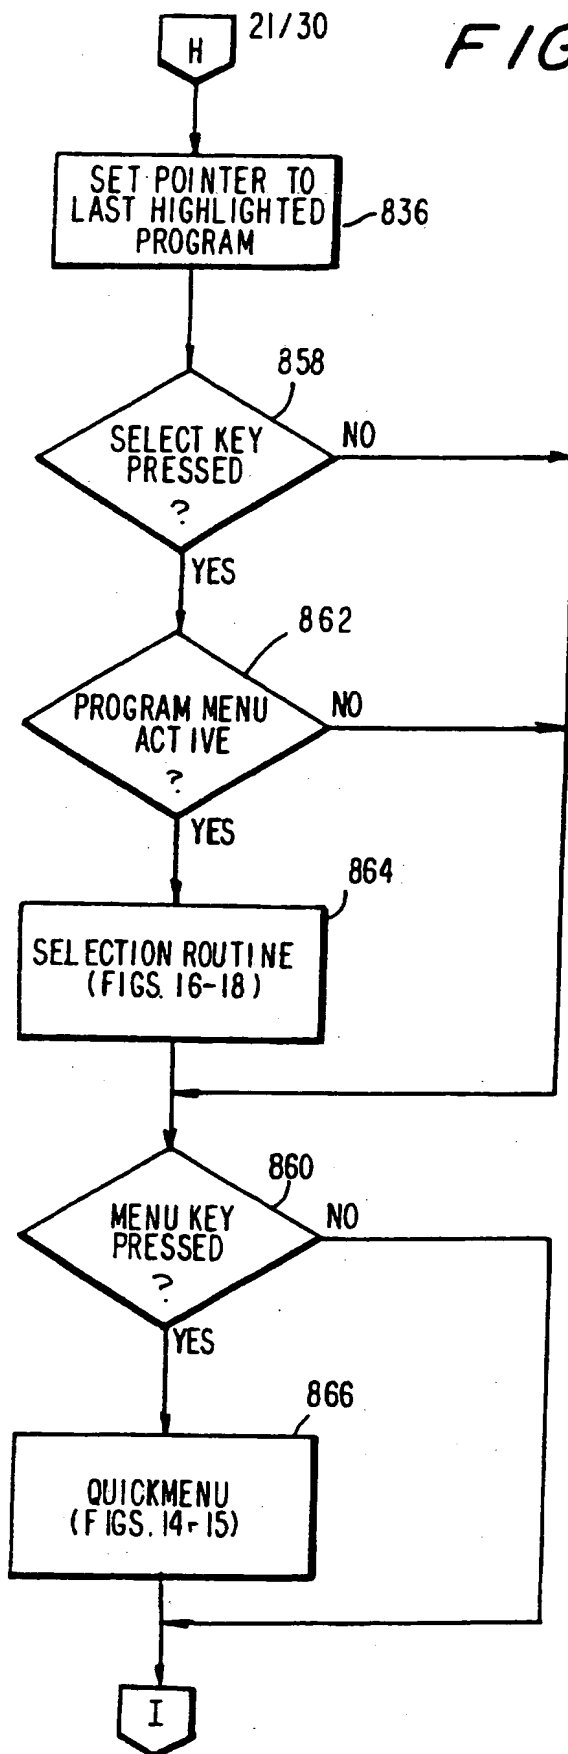 H
21/30
FIG
SET POINTER TO
LAST HIGHLIGHTED
PROGRAM
836
858
SELECT KEY
PRESSED
?
NO
YES
862
PROGRAM MENU
ACTIVE
?
NO
YES
864
SELECTION ROUTINE
(FIGS. 16-18)
860
MENU KEY
PRESSED
?
NO
YES
866
QUICKMENU
(FIGS. 14-15)
I